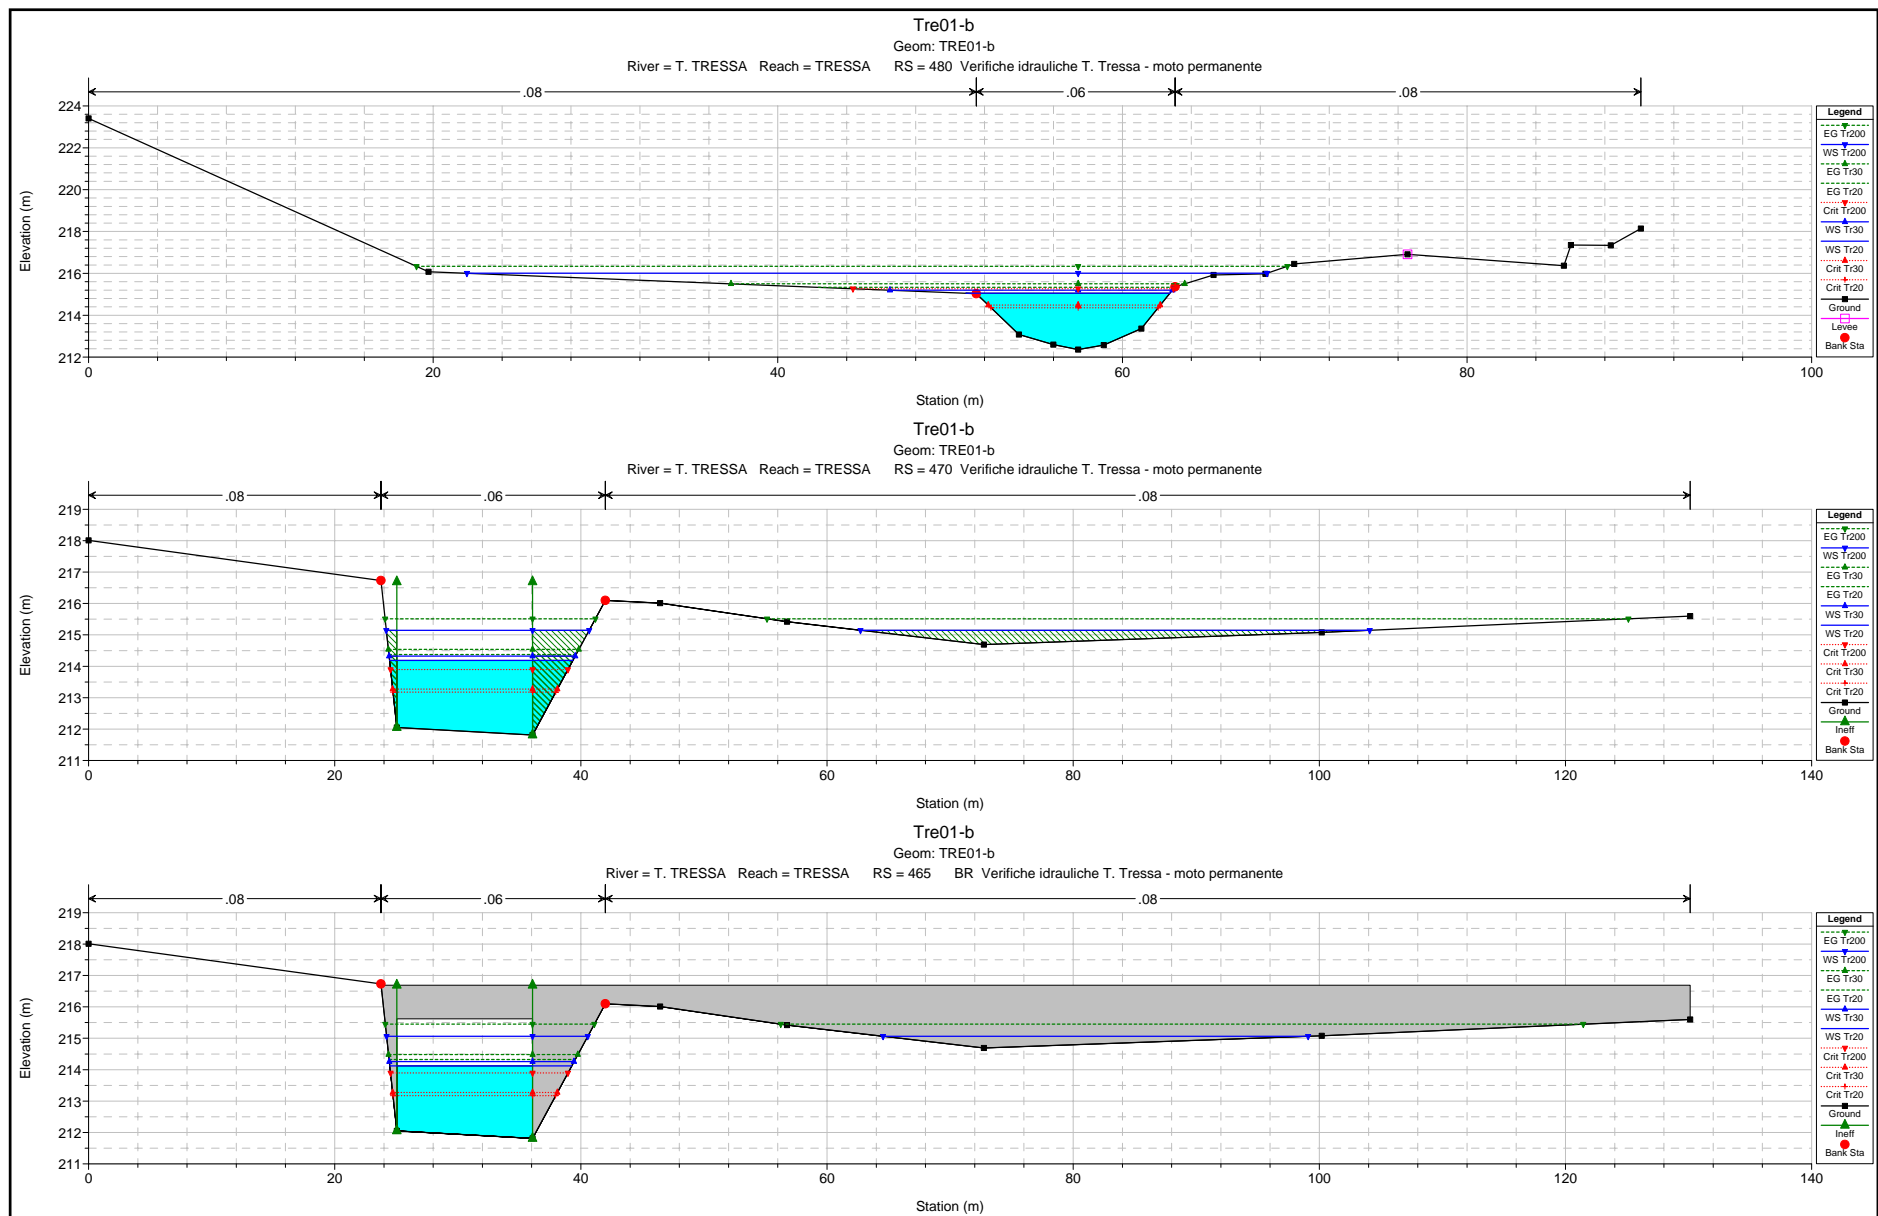 Tre01-b
Geom: TRE01-b
River = T. TRESSA   Reach = TRESSA      RS = 480  Verifiche idrauliche T. Tressa - moto permanente
.08
.06
.08
224
222
220
218
216
214
212
Elevation (m)
0
20
40
60
80
100
Station (m)
Legend
EG Tr200
WS Tr200
EG Tr30
EG Tr20
Crit Tr200
WS Tr30
WS Tr20
Crit Tr30
Crit Tr20
Ground
Levee
Bank Sta
Tre01-b
Geom: TRE01-b
River = T. TRESSA   Reach = TRESSA      RS = 470  Verifiche idrauliche T. Tressa - moto permanente
.08
.06
.08
219
218
217
216
215
214
213
212
211
Elevation (m)
0
20
40
60
80
100
120
140
Station (m)
Legend
EG Tr200
WS Tr200
EG Tr30
EG Tr20
WS Tr30
WS Tr20
Crit Tr200
Crit Tr30
Crit Tr20
Ground
Ineff
Bank Sta
Tre01-b
Geom: TRE01-b
River = T. TRESSA   Reach = TRESSA      RS = 465      BR  Verifiche idrauliche T. Tressa - moto permanente
.08
.06
.08
219
218
217
216
215
214
213
212
211
Elevation (m)
0
20
40
60
80
100
120
140
Station (m)
Legend
EG Tr200
WS Tr200
EG Tr30
EG Tr20
WS Tr30
WS Tr20
Crit Tr200
Crit Tr30
Crit Tr20
Ground
Ineff
Bank Sta